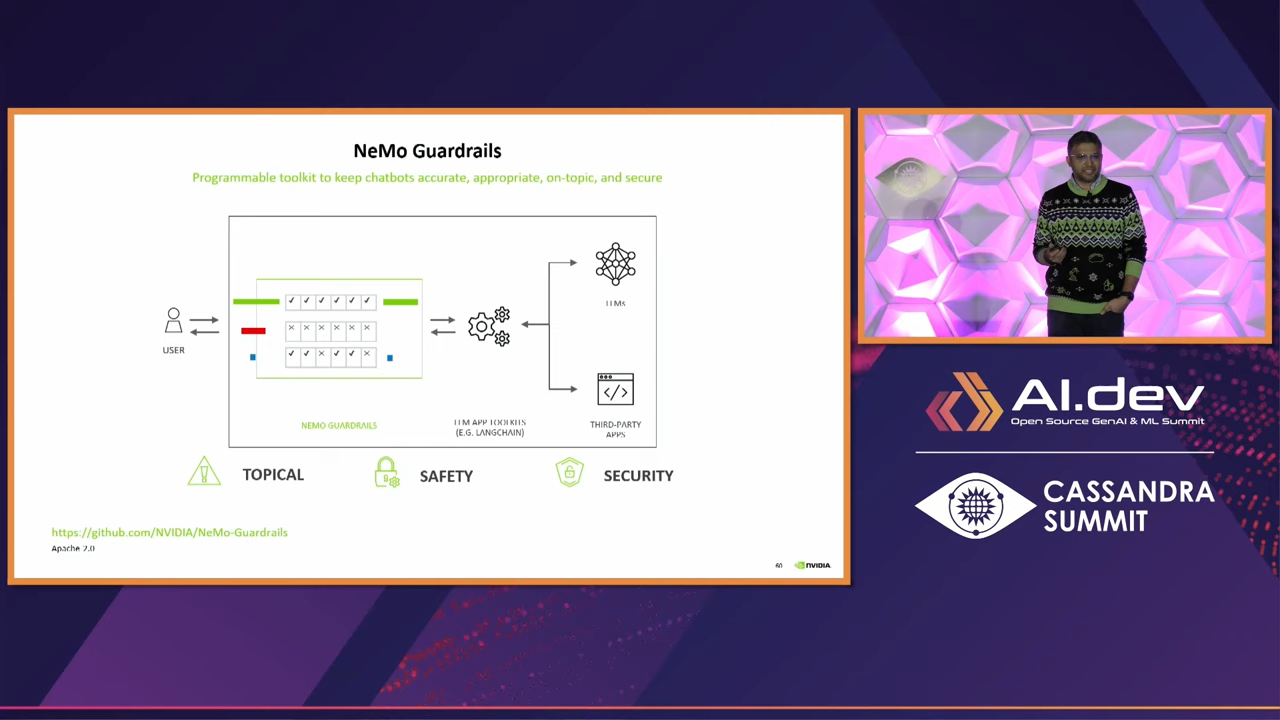 NeMo Guardrails
Programmable toolkit to keep chatbots accurate, appropriate, on-topic, and secure
USER
NEMO GUARDRAILS
LLM APP TOOLKITS
(E.G. LANGCHAIN)
LLMs
THIRD-PARTY
APPS
TOPICAL
SAFETY
SECURITY
https://github.com/NVIDIA/NeMo-Guardrails
Apache 2.0
60
NVIDIA
AI.dev
Open Source GenAI & ML Summit
CASSANDRA
SUMMIT